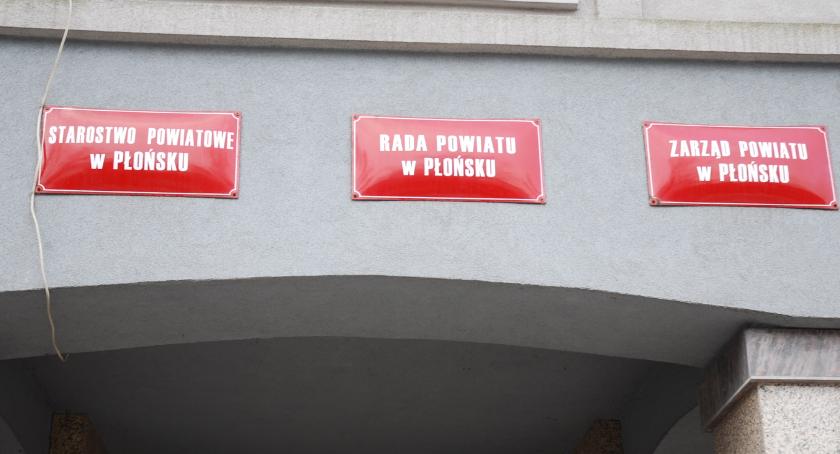 STAROSTWO POWIATOWE
w PŁOŃSKU
RADA POWIATU
w PŁOŃSKU
ZARZĄD POWIATU
w PŁOŃSKU